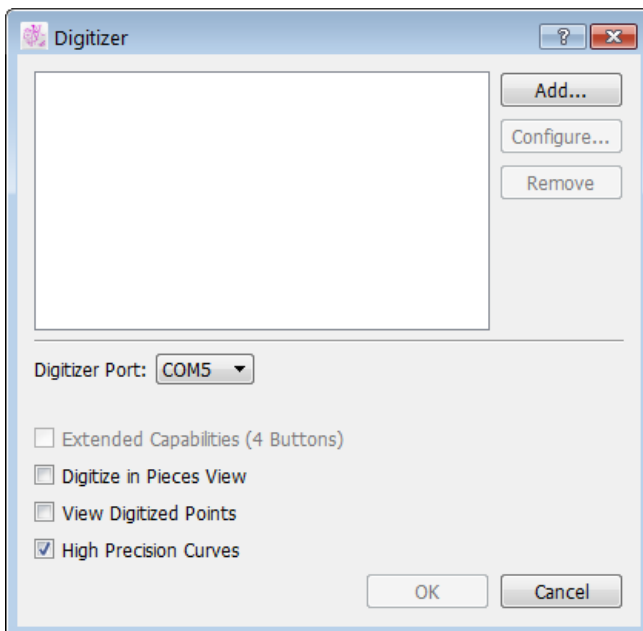 Digitizer
?
Add...
Configure...
Remove
Digitizer Port: COM5
Extended Capabilities (4 Buttons)
Digitize in Pieces View
View Digitized Points
High Precision Curves
OK Cancel